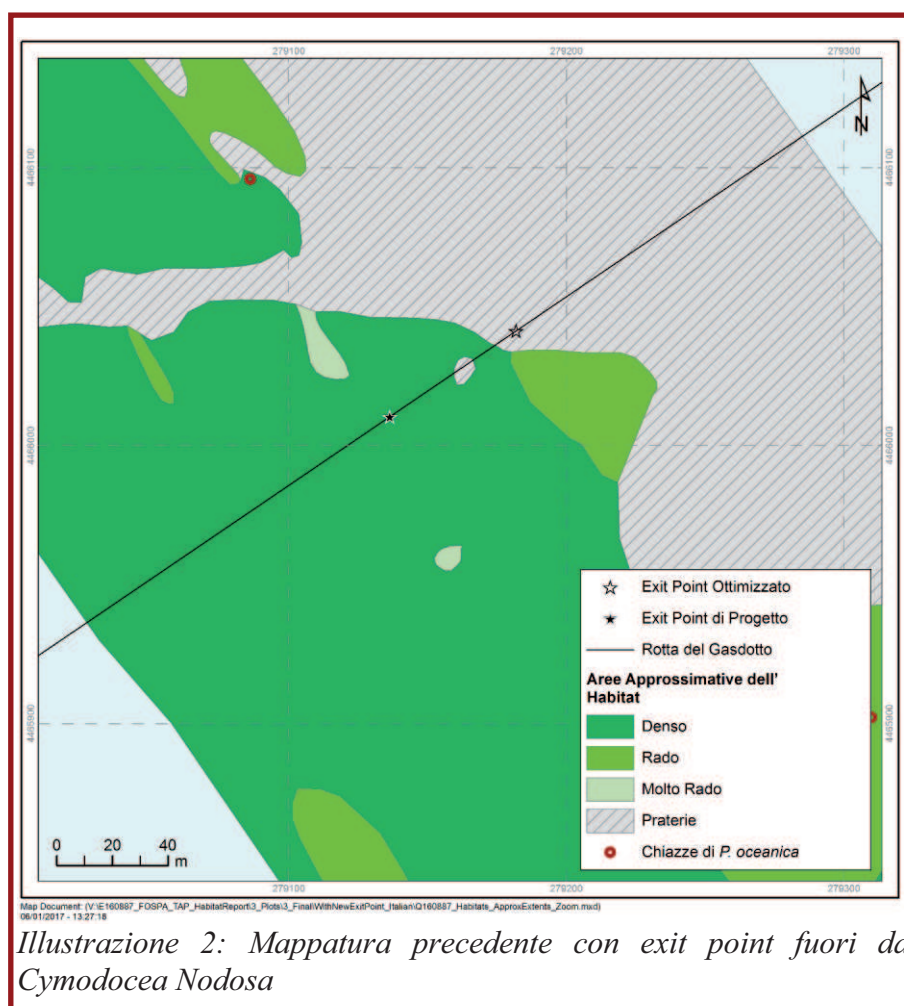 279100 279200 279300
4466100 4466100
N
4466000 4466000
4465900 4465900
Exit Point Ottimizzato
Exit Point di Progetto
Rotta del Gasdotto
Aree Approssimative dell'
Habitat
Denso
Rado
Molto Rado
Praterie
Chiazze di P. oceanica
0 20 40
m
279100 279200 279300
Map Document: (V:\E160887_FOSPA_TAP_HabitatReport\3_Plots\3_Final\WithNewExitPoint_Italian\Q160887_Habitats_ApproxExtents_Zoom.mxd)
06/01/2017 - 13:27:18
Illustrazione 2: Mappatura precedente con exit point fuori da
Cymodocea Nodosa